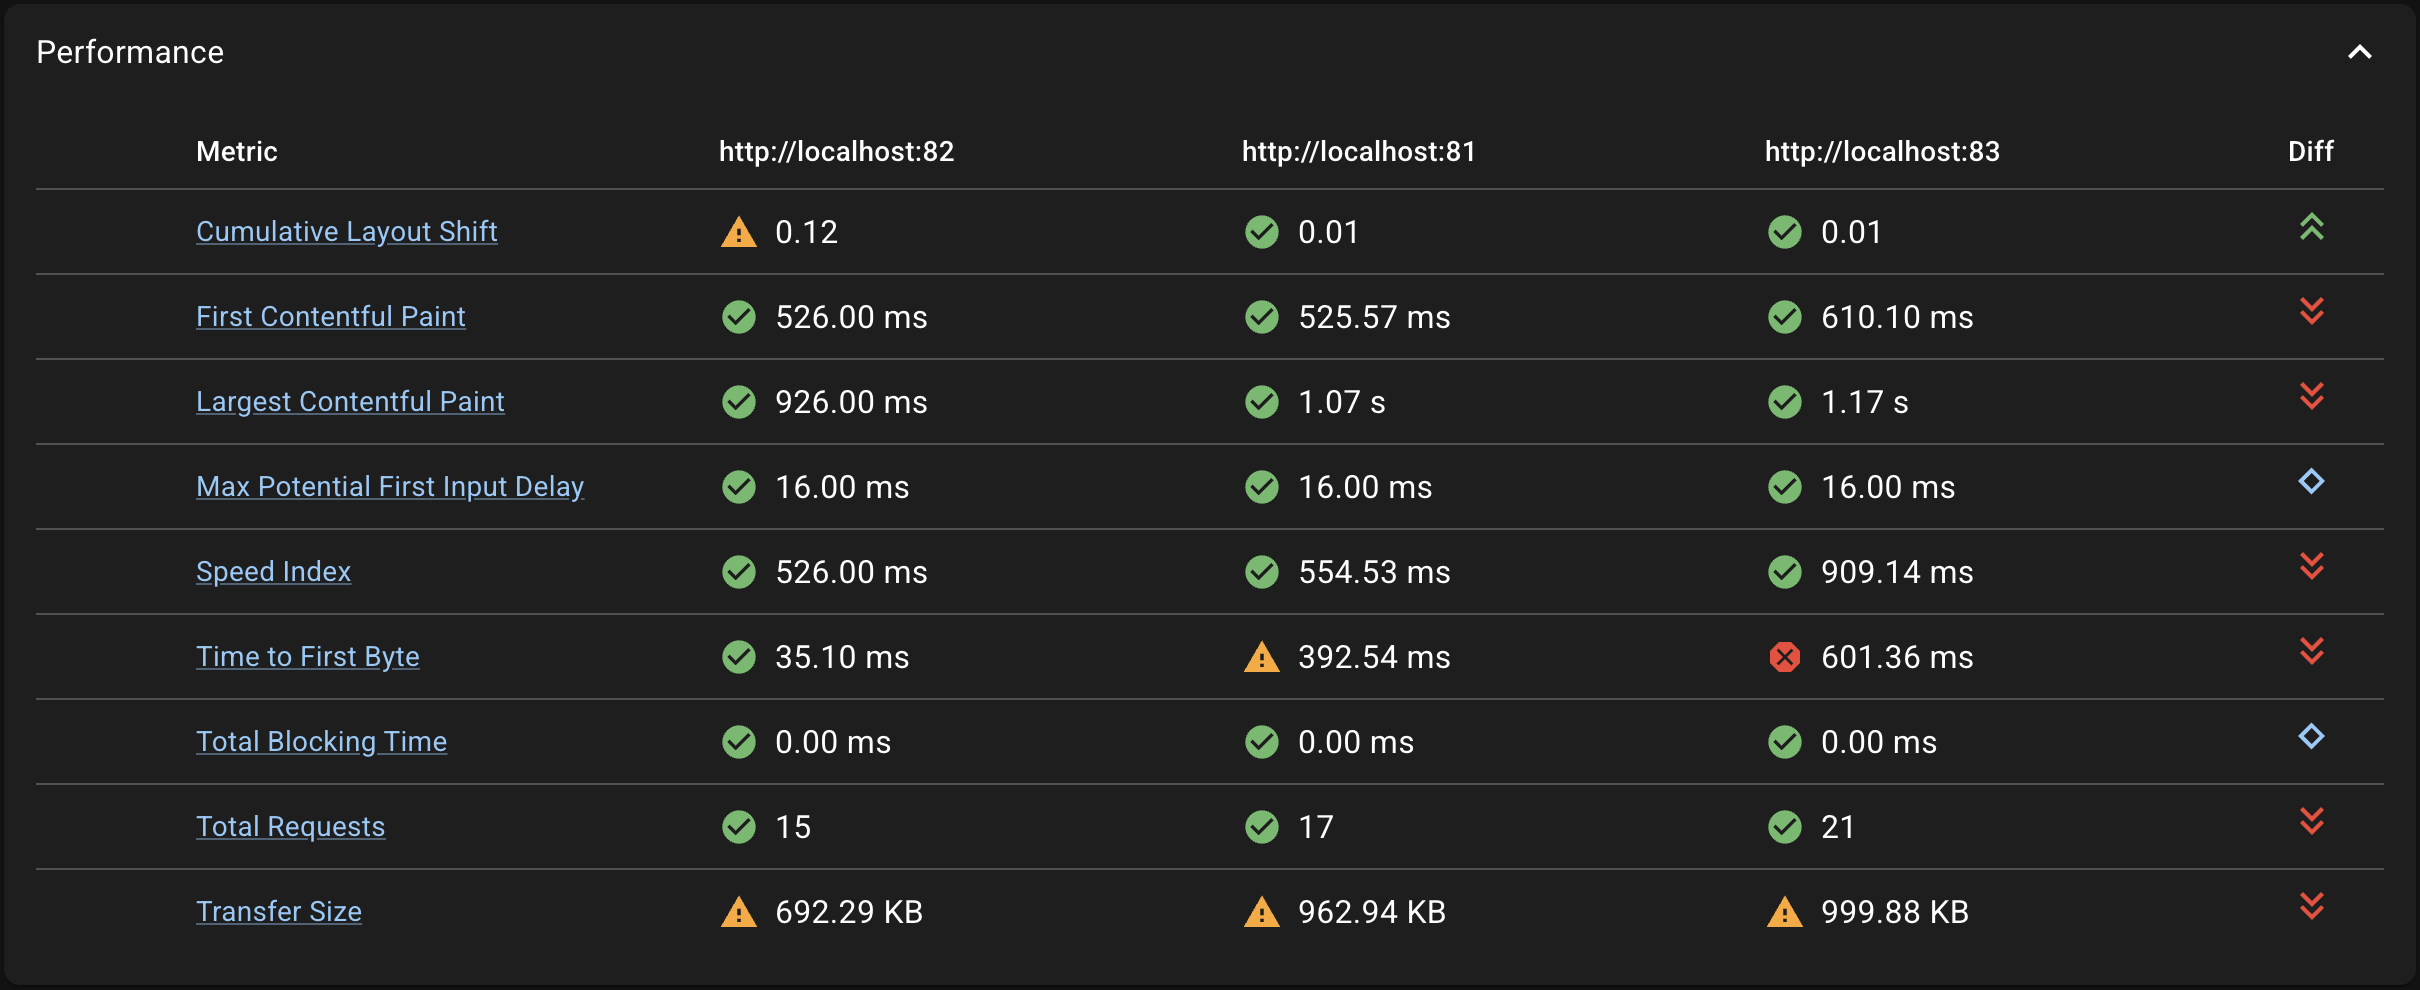 Performance
Metric http://localhost:82 http://localhost:81 http://localhost:83 Diff
Cumulative Layout Shift 0.12 0.01 0.01
First Contentful Paint 526.00 ms 525.57 ms 610.10 ms
Largest Contentful Paint 926.00 ms 1.07 s 1.17 s
Max Potential First Input Delay 16.00 ms 16.00 ms 16.00 ms
Speed Index 526.00 ms 554.53 ms 909.14 ms
Time to First Byte 35.10 ms 392.54 ms 601.36 ms
Total Blocking Time 0.00 ms 0.00 ms 0.00 ms
Total Requests 15 17 21
Transfer Size 692.29 KB 962.94 KB 999.88 KB